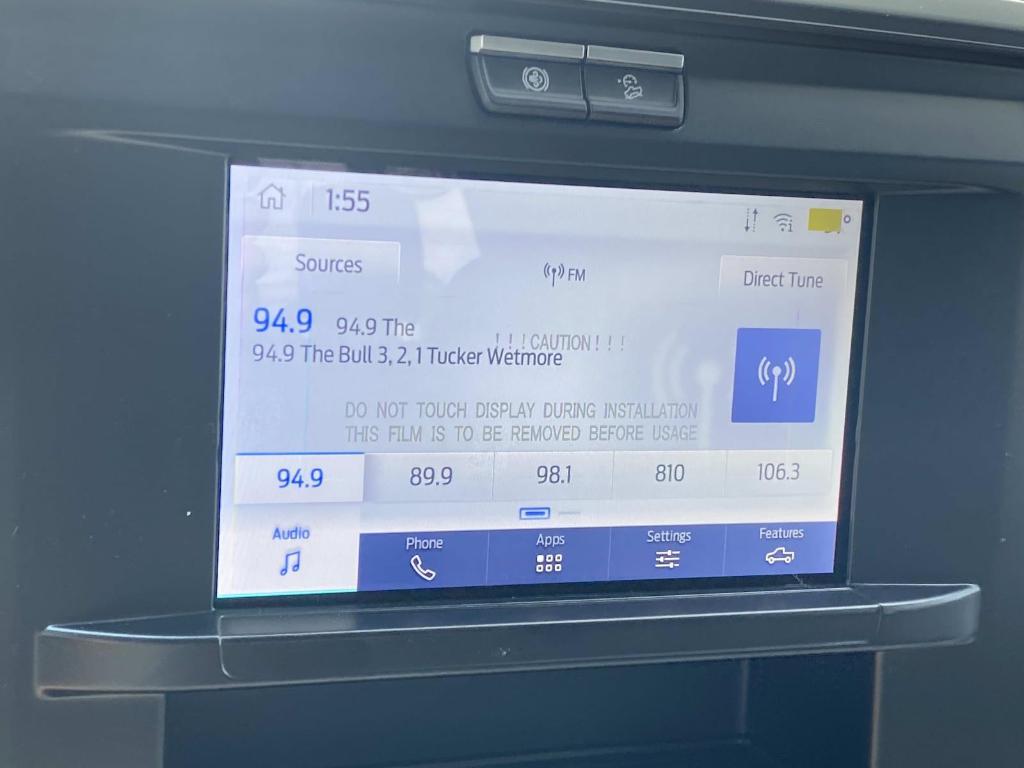 1:55
Sources
FM
Direct Tune
94.9 94.9 The
! ! ! CAUTION ! ! !
94.9 The Bull 3, 2, 1 Tucker Wetmore
DO NOT TOUCH DISPLAY DURING INSTALLATION
THIS FILM IS TO BE REMOVED BEFORE USAGE
94.9 89.9 98.1 810 106.3
Audio Phone Apps Settings Features